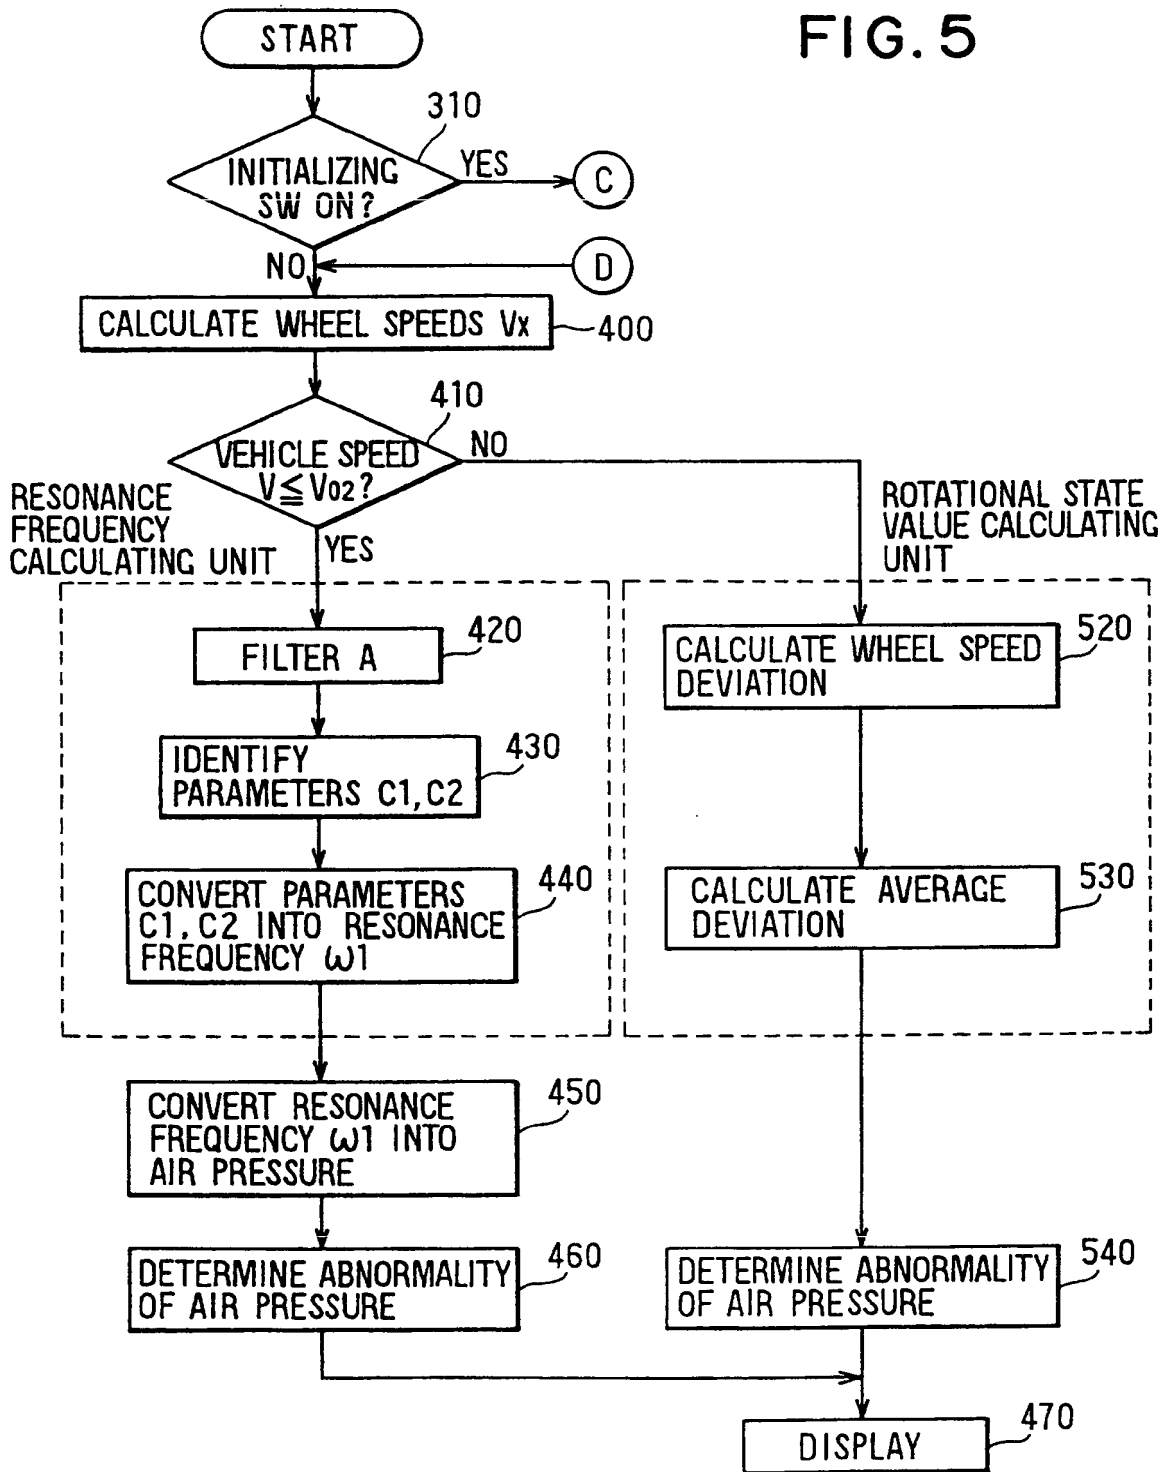 FIG. 5
START
310
INITIALIZING
SW ON?
YES
C
NO
D
CALCULATE WHEEL SPEEDS Vx
400
410
VEHICLE SPEED
V≦V02?
NO
YES
RESONANCE
FREQUENCY
CALCULATING UNIT
ROTATIONAL STATE
VALUE CALCULATING
UNIT
FILTER A
420
IDENTIFY
PARAMETERS C1,C2
430
CONVERT PARAMETERS
C1,C2 INTO RESONANCE
FREQUENCY ω1
440
CALCULATE WHEEL SPEED
DEVIATION
520
CALCULATE AVERAGE
DEVIATION
530
CONVERT RESONANCE
FREQUENCY ω1 INTO
AIR PRESSURE
450
DETERMINE ABNORMALITY
OF AIR PRESSURE
460
DETERMINE ABNORMALITY
OF AIR PRESSURE
540
DISPLAY
470